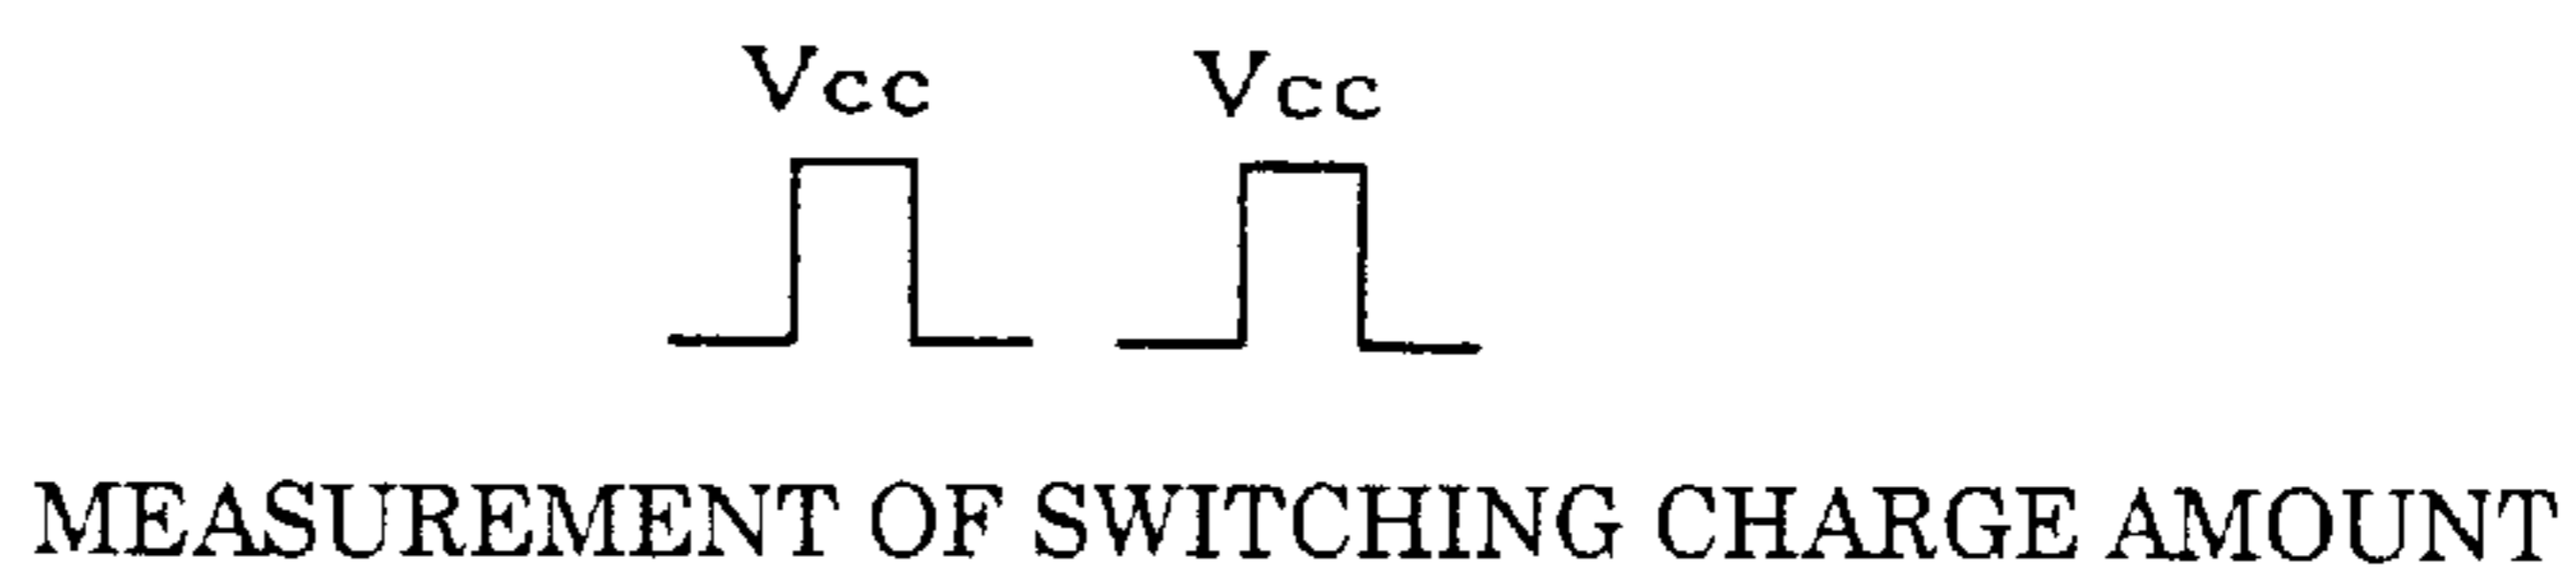 Vcc Vcc
MEASUREMENT OF SWITCHING CHARGE AMOUNT